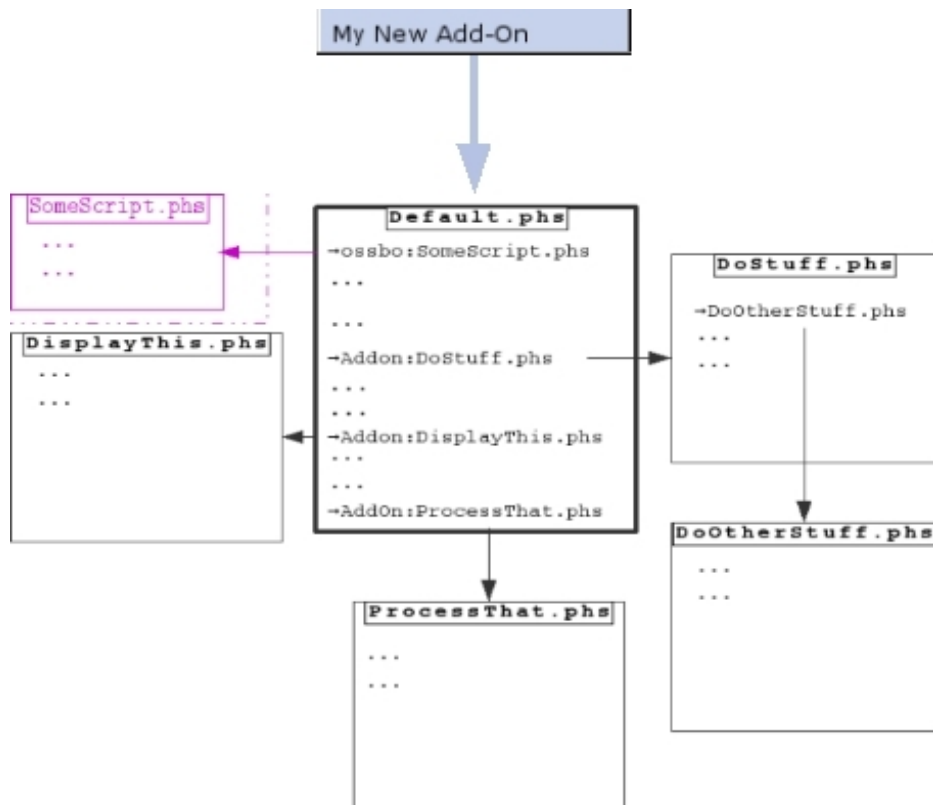 My New Add-On
SomeScript.phs
...
...
Default.phs
→ossbo:SomeScript.phs
...
...
→Addon:DoStuff.phs
...
...
→Addon:DisplayThis.phs
...
...
→AddOn:ProcessThat.phs
DoStuff.phs
→DoOtherStuff.phs
...
...
DisplayThis.phs
...
...
DoOtherStuff.phs
...
...
ProcessThat.phs
...
...